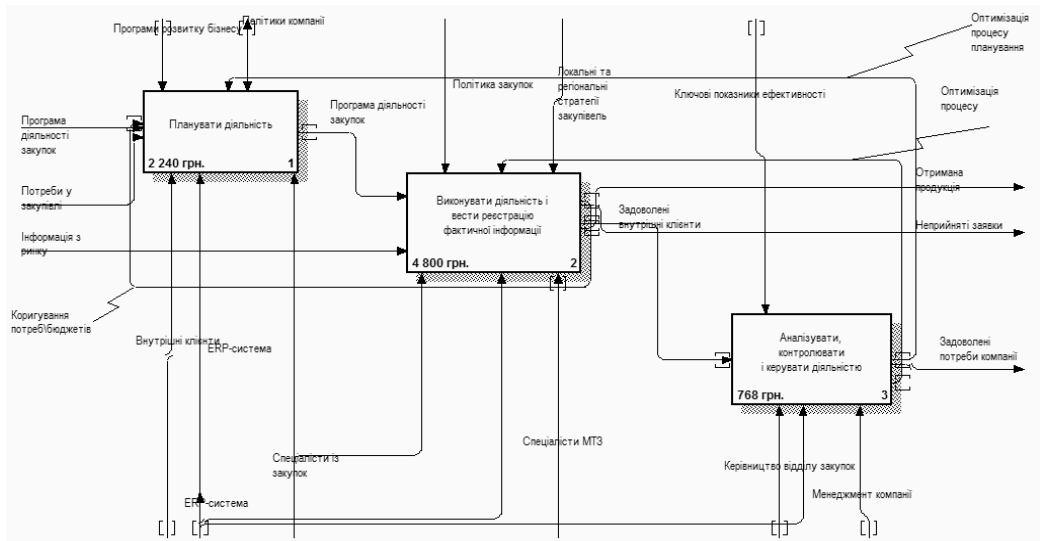 Програми розвитку бізнесу
Політики компанії
Оптимізація
процесу
планування
Політика закупок
Локальні та
регіональні
стратегії
закупівель
Ключові показники ефективності
Оптимізація
процесу
Програма
діяльності
закупок
Планувати діяльність
2 240 грн.
1
Програма діяльності
закупок
Потреби у
закупівлі
Виконувати діяльність і
вести реєстрацію
фактичної інформації
4 800 грн.
2
Отримана
продукція
Задоволені
внутрішні клієнти
Неприйняті заявки
Інформація з
ринку
Коригування
потреб\бюджетів
Внутрішні клієнти
ERP-система
Аналізувати,
контролювати
і керувати діяльністю
768 грн.
3
Задоволені
потреби компанії
Спеціалісти із
закупок
Спеціалісти МТЗ
Керівництво відділу закупок
Менеджмент компанії
ERP-система